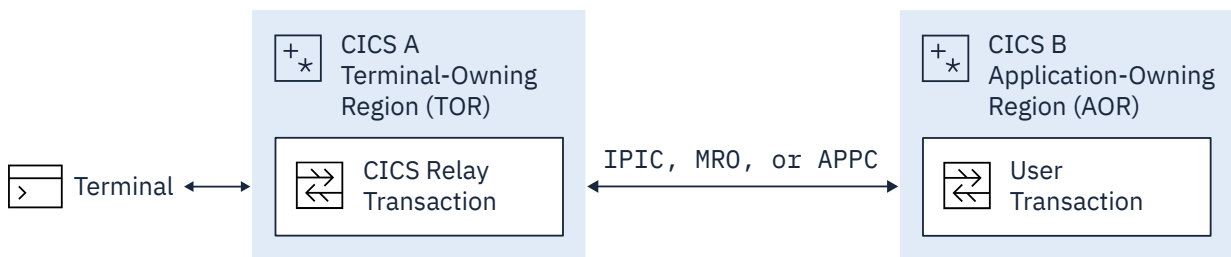 Terminal
CICS A
Terminal-Owning
Region (TOR)
CICS Relay
Transaction
IPIC, MRO, or APPC
CICS B
Application-Owning
Region (AOR)
User
Transaction